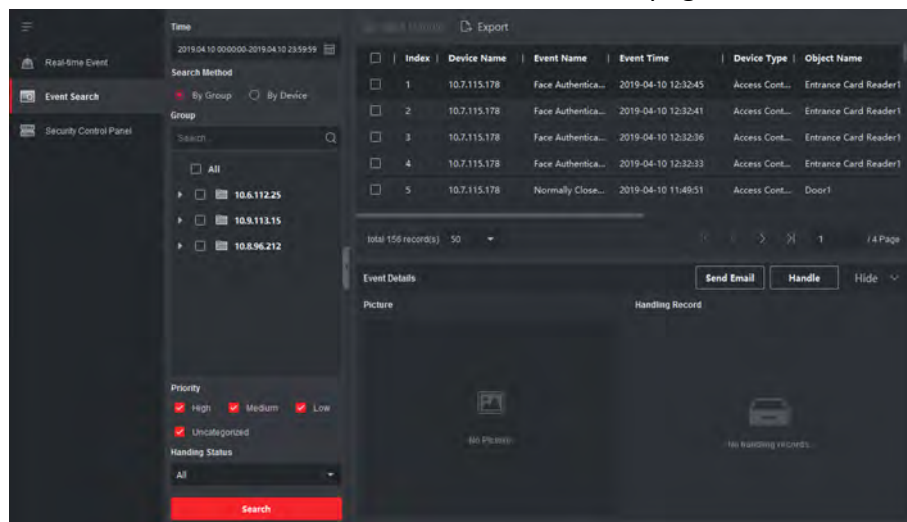 Time
2019.04.10 00:00:00-2019.04.10 23:59:59
Real-time Event
Event Search
Security Control Panel
Search Method
By Group By Device
Group
Search...
All
10.6.112.25
10.9.113.15
10.8.96.212
Priority
High Medium Low
Uncategorized
Handing Status
All
Search
Export
Index Device Name Event Name Event Time Device Type Object Name
1 10.7.115.178 Face Authentica... 2019-04-10 12:32:45 Access Cont... Entrance Card Reader1
2 10.7.115.178 Face Authentica... 2019-04-10 12:32:41 Access Cont... Entrance Card Reader1
3 10.7.115.178 Face Authentica... 2019-04-10 12:32:36 Access Cont... Entrance Card Reader1
4 10.7.115.178 Face Authentica... 2019-04-10 12:32:33 Access Cont... Entrance Card Reader1
5 10.7.115.178 Normally Close... 2019-04-10 11:49:51 Access Cont... Door1
total 156 record(s) 50 1 / 4 Page
Event Details Send Email Handle Hide
Picture Handling Record
No Picture
No handling records.